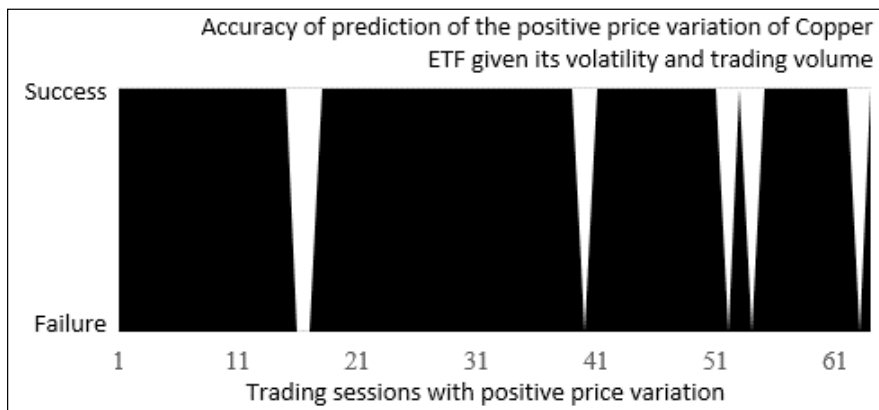 Accuracy of prediction of the positive price variation of Copper
ETF given its volatility and trading volume
Success
Failure
1 11 21 31 41 51 61
Trading sessions with positive price variation